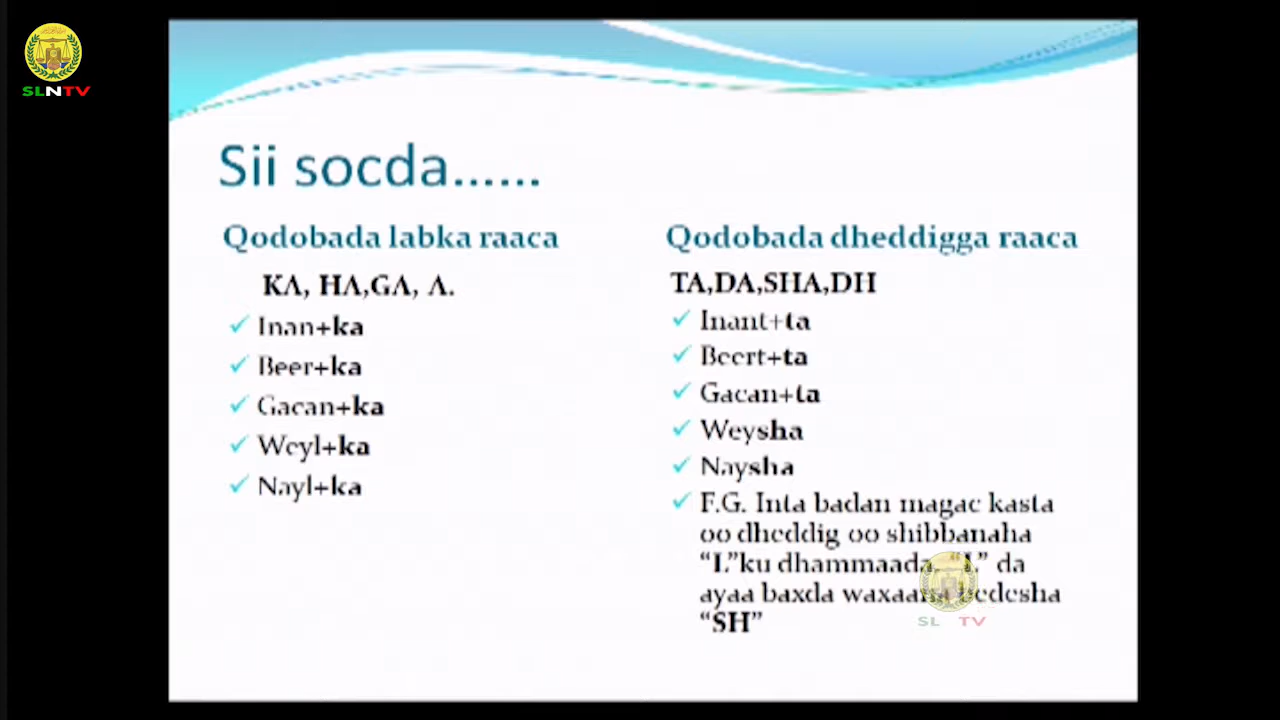 SLNTV
Sii socda......
Qodobada labka raaca
KA, HA,GA, A.
Inan+ka
Beer+ka
Gacan+ka
Weyl+ka
Nayl+ka
Qodobada dheddigga raaca
TA,DA,SHA,DH
Inant+ta
Beert+ta
Gacan+ta
Weysha
Naysha
F.G. Inta badan magac kasta
oo dheddig oo shibbanaha
“L”ku dhammaada, “L” da
ayaa baxda waxaana bedesha
“SH”
SL TV